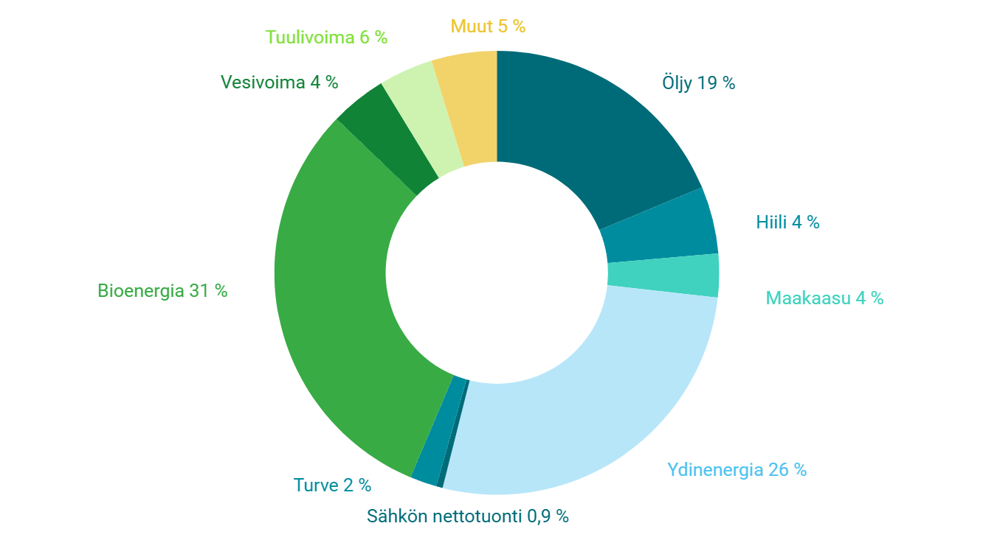 Muut 5 %
Tuulivoima 6 %
Vesivoima 4 %
Öljy 19 %
Hiili 4 %
Bioenergia 31 %
Maakaasu 4 %
Ydinenergia 26 %
Turve 2 %
Sähkön nettotuonti 0,9 %